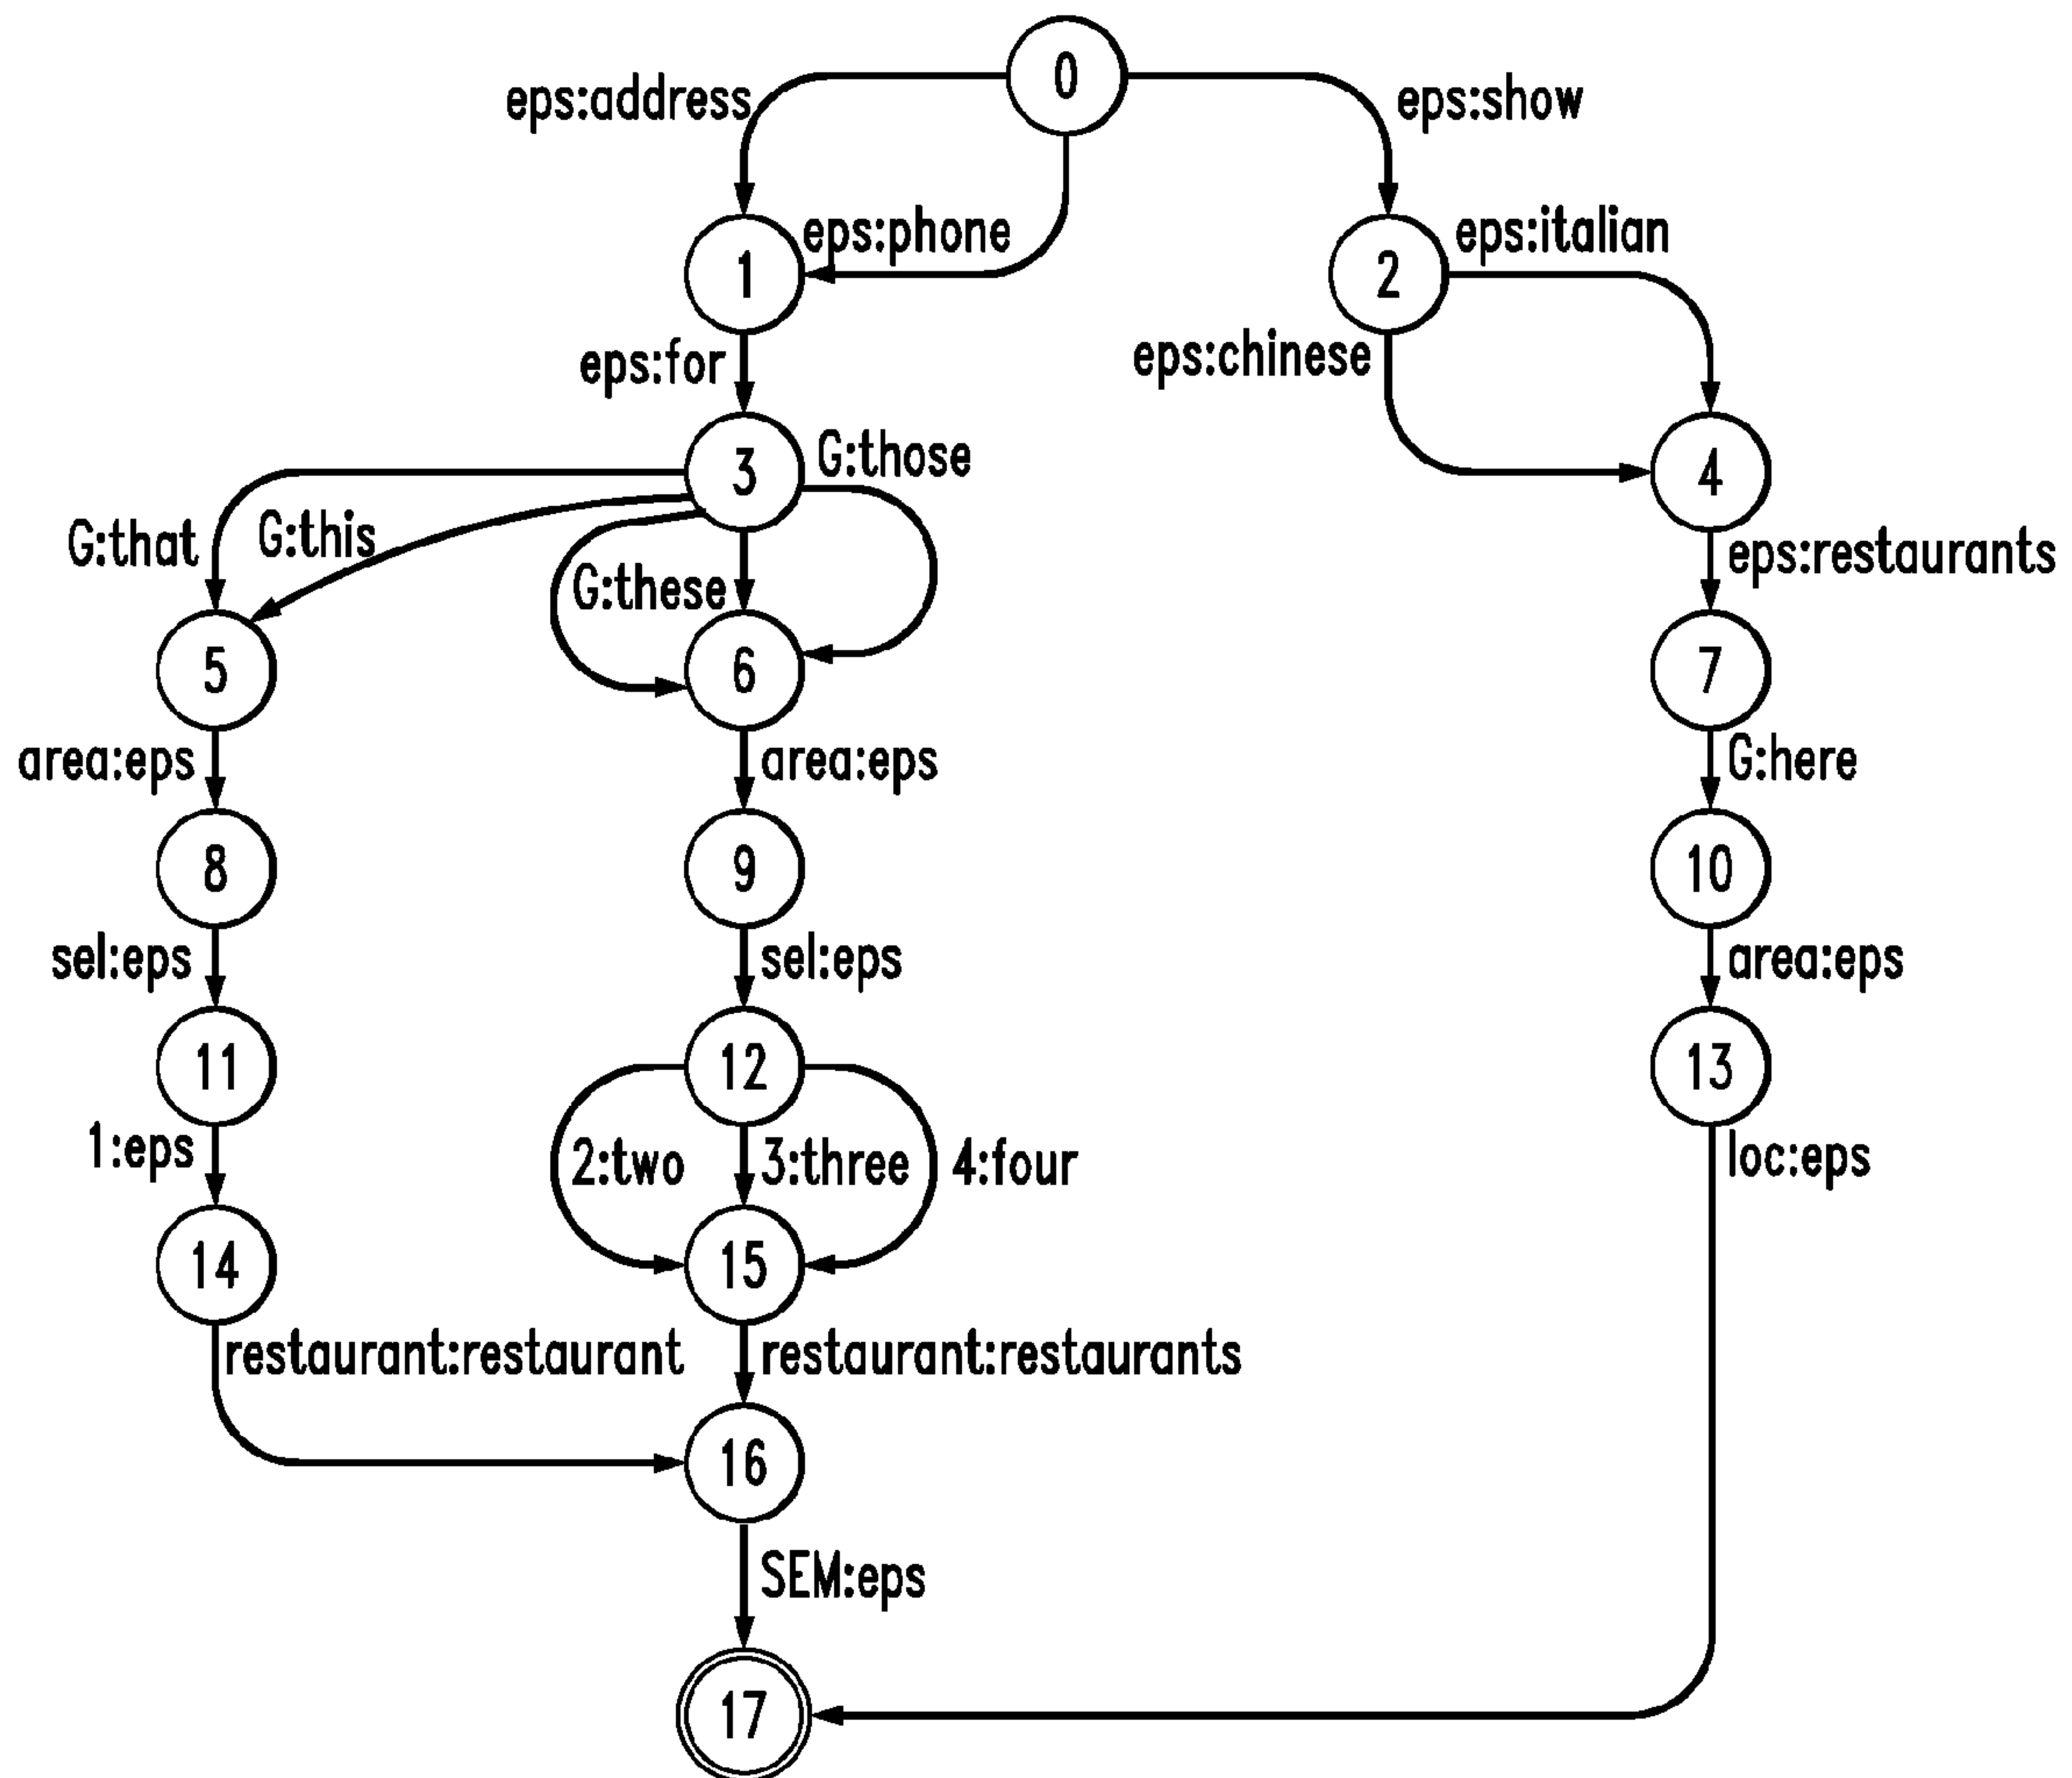 0
eps:address
eps:show
eps:phone
eps:italian
1
2
eps:for
eps:chinese
3
G:those
4
G:that
G:this
eps:restaurants
G:these
5
6
7
area:eps
area:eps
G:here
8
9
10
sel:eps
sel:eps
area:eps
11
12
13
1:eps
2:two
3:three
4:four
loc:eps
14
15
restaurant:restaurant
restaurant:restaurants
16
SEM:eps
17